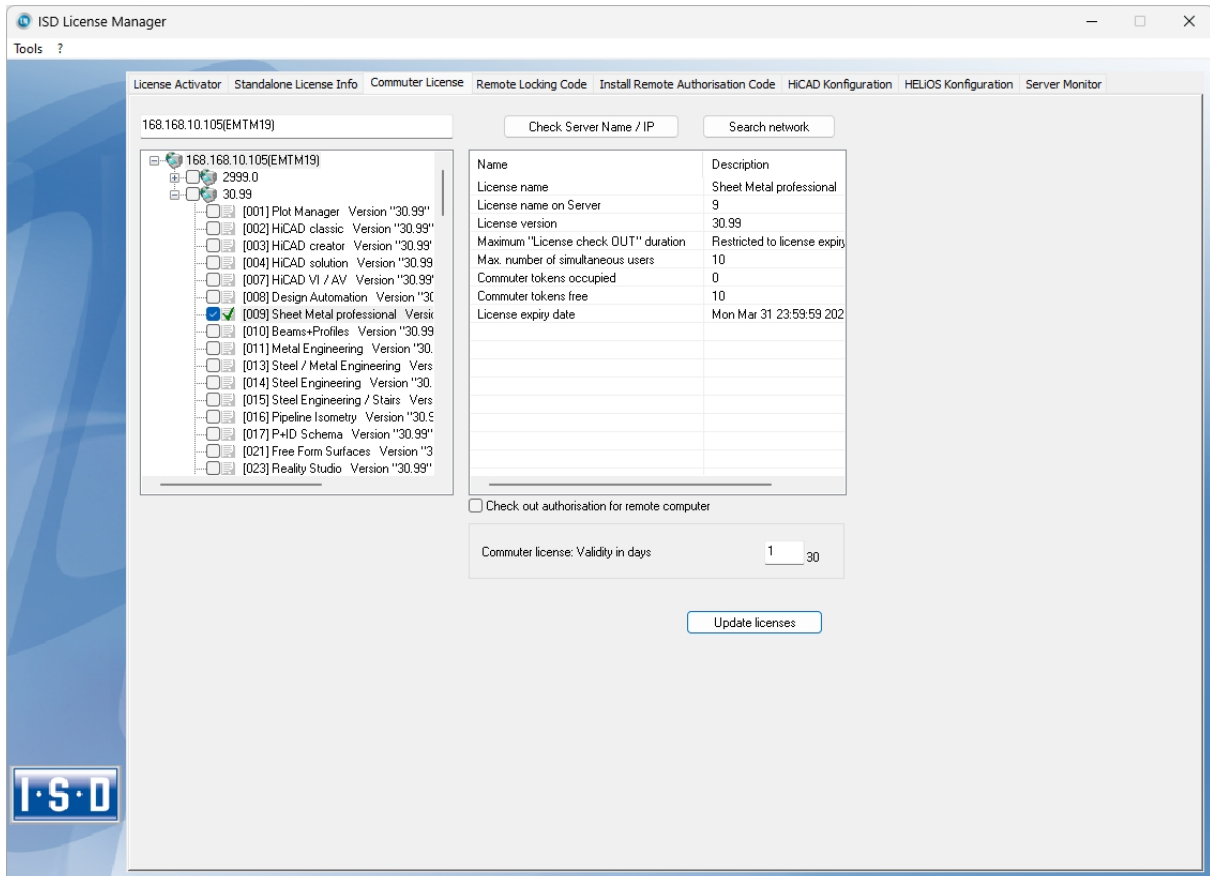 ISD License Manager
Tools ?
License Activator Standalone License Info Commuter License Remote Locking Code Install Remote Authorisation Code HiCAD Konfiguration HELiOS Konfiguration Server Monitor
168.168.10.105(EMTM19) Check Server Name / IP Search network
168.168.10.105(EMTM19)
2999.0
30.99
[001] Plot Manager Version "30.99"
[002] HiCAD classic Version "30.99"
[003] HiCAD creator Version "30.99'
[004] HiCAD solution Version "30.99
[007] HiCAD VI / AV Version "30.99'
[008] Design Automation Version "30
[009] Sheet Metal professional Versio
[010] Beams+Profiles Version "30.99
[011] Metal Engineering Version "30.
[013] Steel / Metal Engineering Vers
[014] Steel Engineering Version "30.
[015] Steel Engineering / Stairs Vers
[016] Pipeline Isometry Version "30.9
[017] P+ID Schema Version "30.99"
[021] Free Form Surfaces Version "3
[023] Reality Studio Version "30.99"
Name Description
License name Sheet Metal professional
License name on Server 9
License version 30.99
Maximum "License check OUT" duration Restricted to license expiry
Max. number of simultaneous users 10
Commuter tokens occupied 0
Commuter tokens free 10
License expiry date Mon Mar 31 23:59:59 202
Check out authorisation for remote computer
Commuter license: Validity in days 1 30
Update licenses
I·S·D